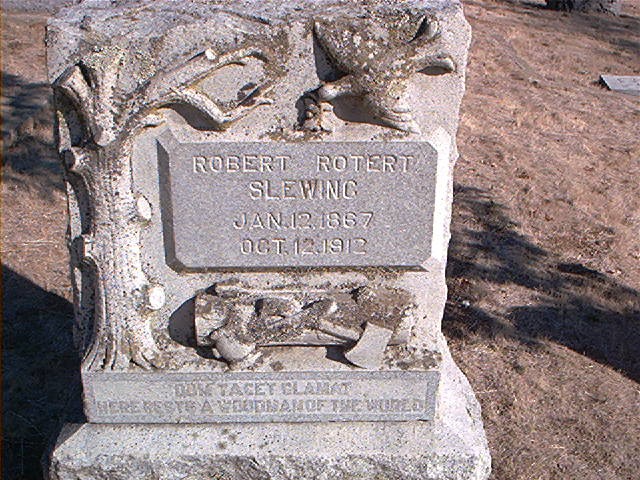 ROBERT ROTERT
SLEWING
JAN.12.1867
OCT.12.1912
DUM TACET CLAMAT
HERE RESTS A WOODMAN OF THE WORLD